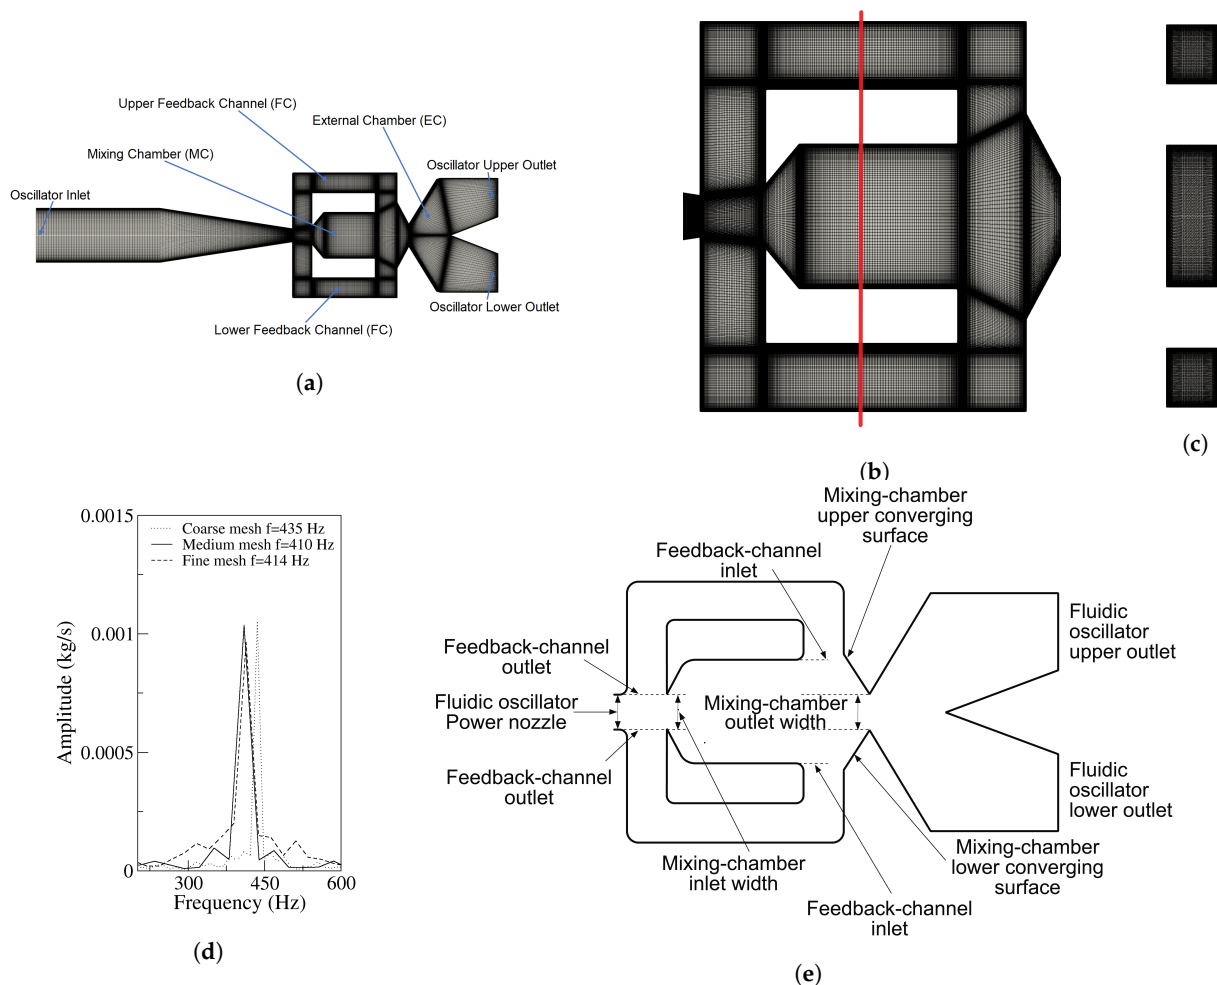 Upper Feedback Channel (FC)
External Chamber (EC)
Mixing Chamber (MC)
Oscillator Upper Outlet
Oscillator Inlet
Oscillator Lower Outlet
Lower Feedback Channel (FC)
(a)
(b)
(c)
0.0015
Coarse mesh f=435 Hz
Medium mesh f=410 Hz
Fine mesh f=414 Hz
0.001
0.0005
0
Amplitude (kg/s)
300
450
600
Frequency (Hz)
(d)
Mixing-chamber
upper converging
surface
Feedback-channel
inlet
Feedback-channel
outlet
Fluidic oscillator
Power nozzle
Mixing-chamber
outlet width
Fluidic
oscillator
upper outlet
Feedback-channel
outlet
Fluidic
oscillator
lower outlet
Mixing-chamber
inlet width
Mixing-chamber
lower converging
surface
Feedback-channel
inlet
(e)